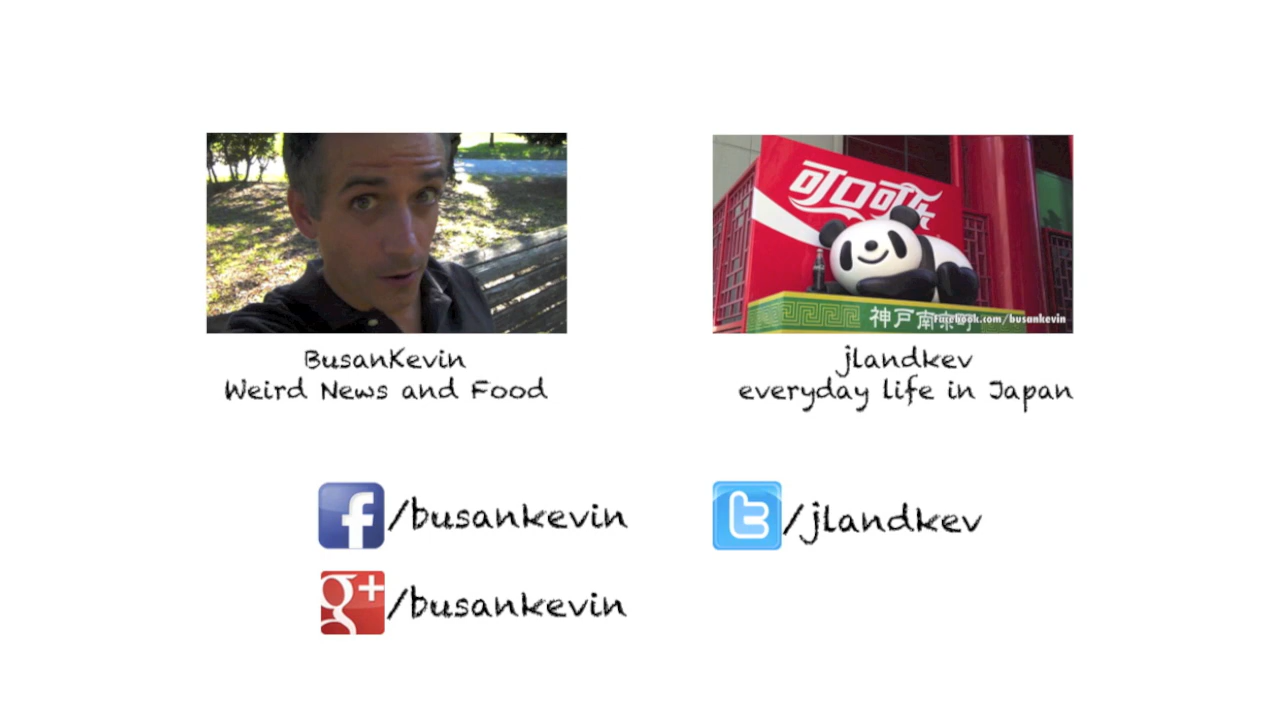 可口可乐
神戸南京町
facebook.com/busankevin
BusanKevin
Weird News and Food
jlandkev
everyday life in Japan
f/busankevin
t/jlandkev
g+/busankevin